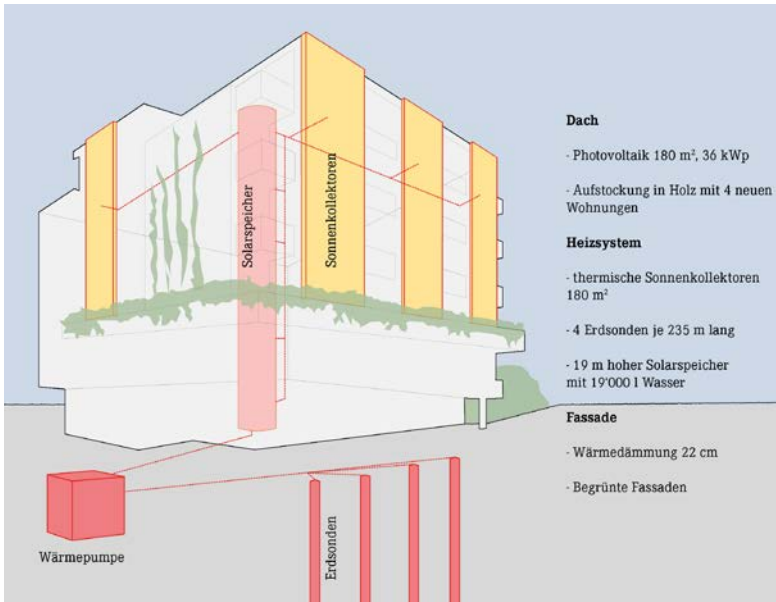 Dach
- Photovoltaik 180 m², 36 kWp
- Aufstockung in Holz mit 4 neuen
Wohnungen
Heizsystem
- thermische Sonnenkollektoren
180 m²
- 4 Erdsonden je 235 m lang
- 19 m hoher Solarspeicher
mit 19'000 l Wasser
Fassade
- Wärmedämmung 22 cm
- Begrünte Fassaden
Solarspeicher
Sonnenkollektoren
Wärmepumpe
Erdsonden